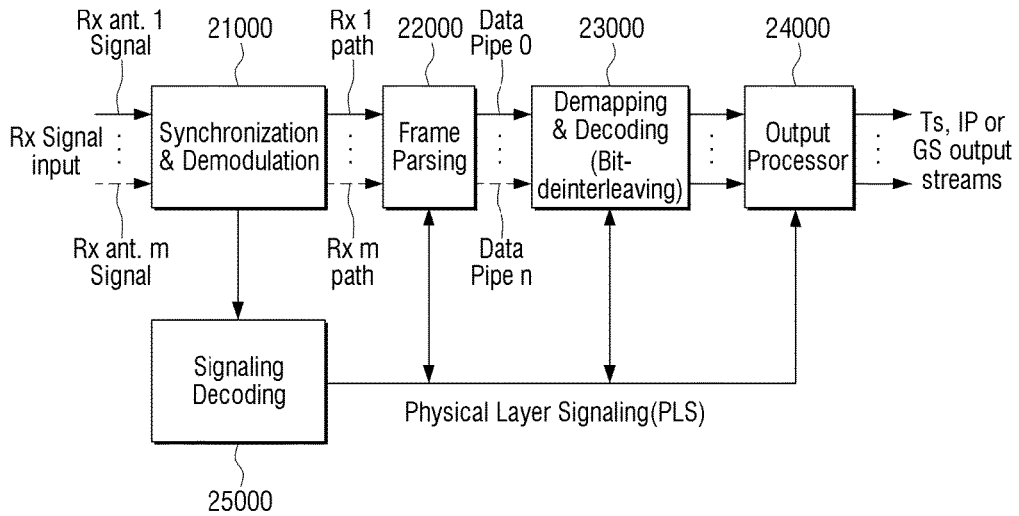 Rx ant. 1
Signal
21000
Rx 1
path
22000
Data
Pipe 0
23000
24000
Rx Signal
input
Synchronization
& Demodulation
Frame
Parsing
Demapping
& Decoding
(Bit-
deinterleaving)
Output
Processor
Ts, IP or
GS output
streams
Rx ant. m
Signal
Rx m
path
Data
Pipe n
Signaling
Decoding
Physical Layer Signaling(PLS)
25000